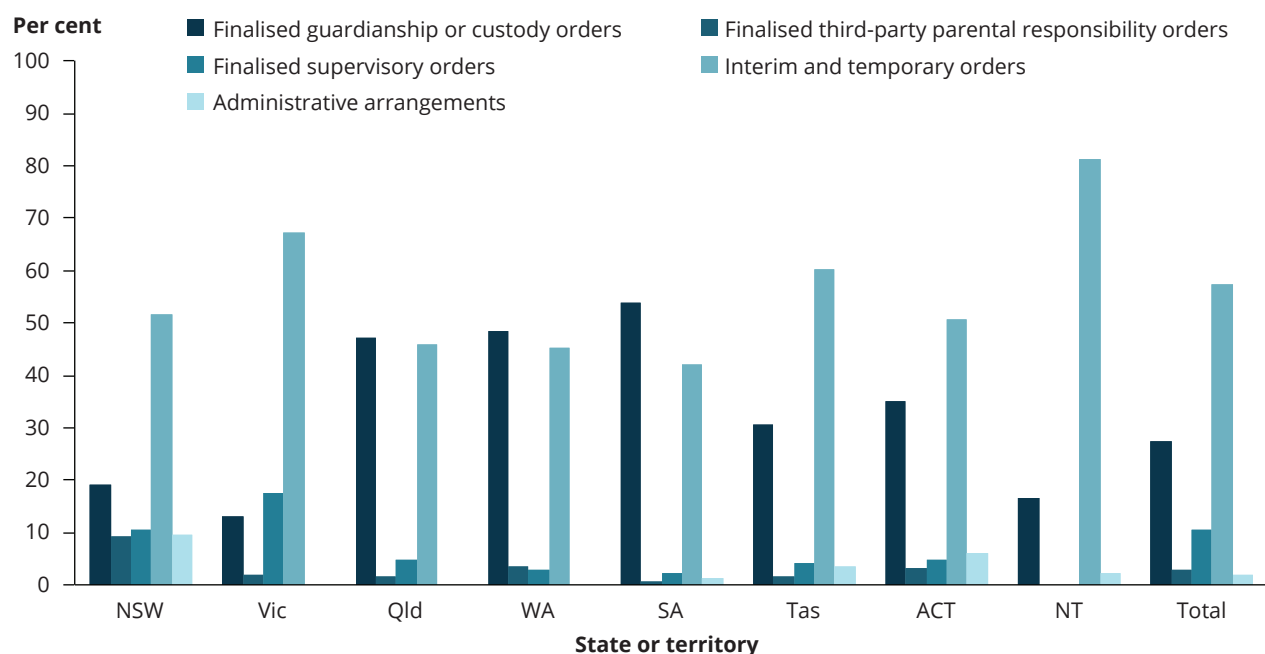 Per cent
Finalised guardianship or custody orders
Finalised third-party parental responsibility orders
Finalised supervisory orders
Interim and temporary orders
Administrative arrangements
100
90
80
70
60
50
40
30
20
10
0
NSW Vic Qld WA SA Tas ACT NT Total
State or territory